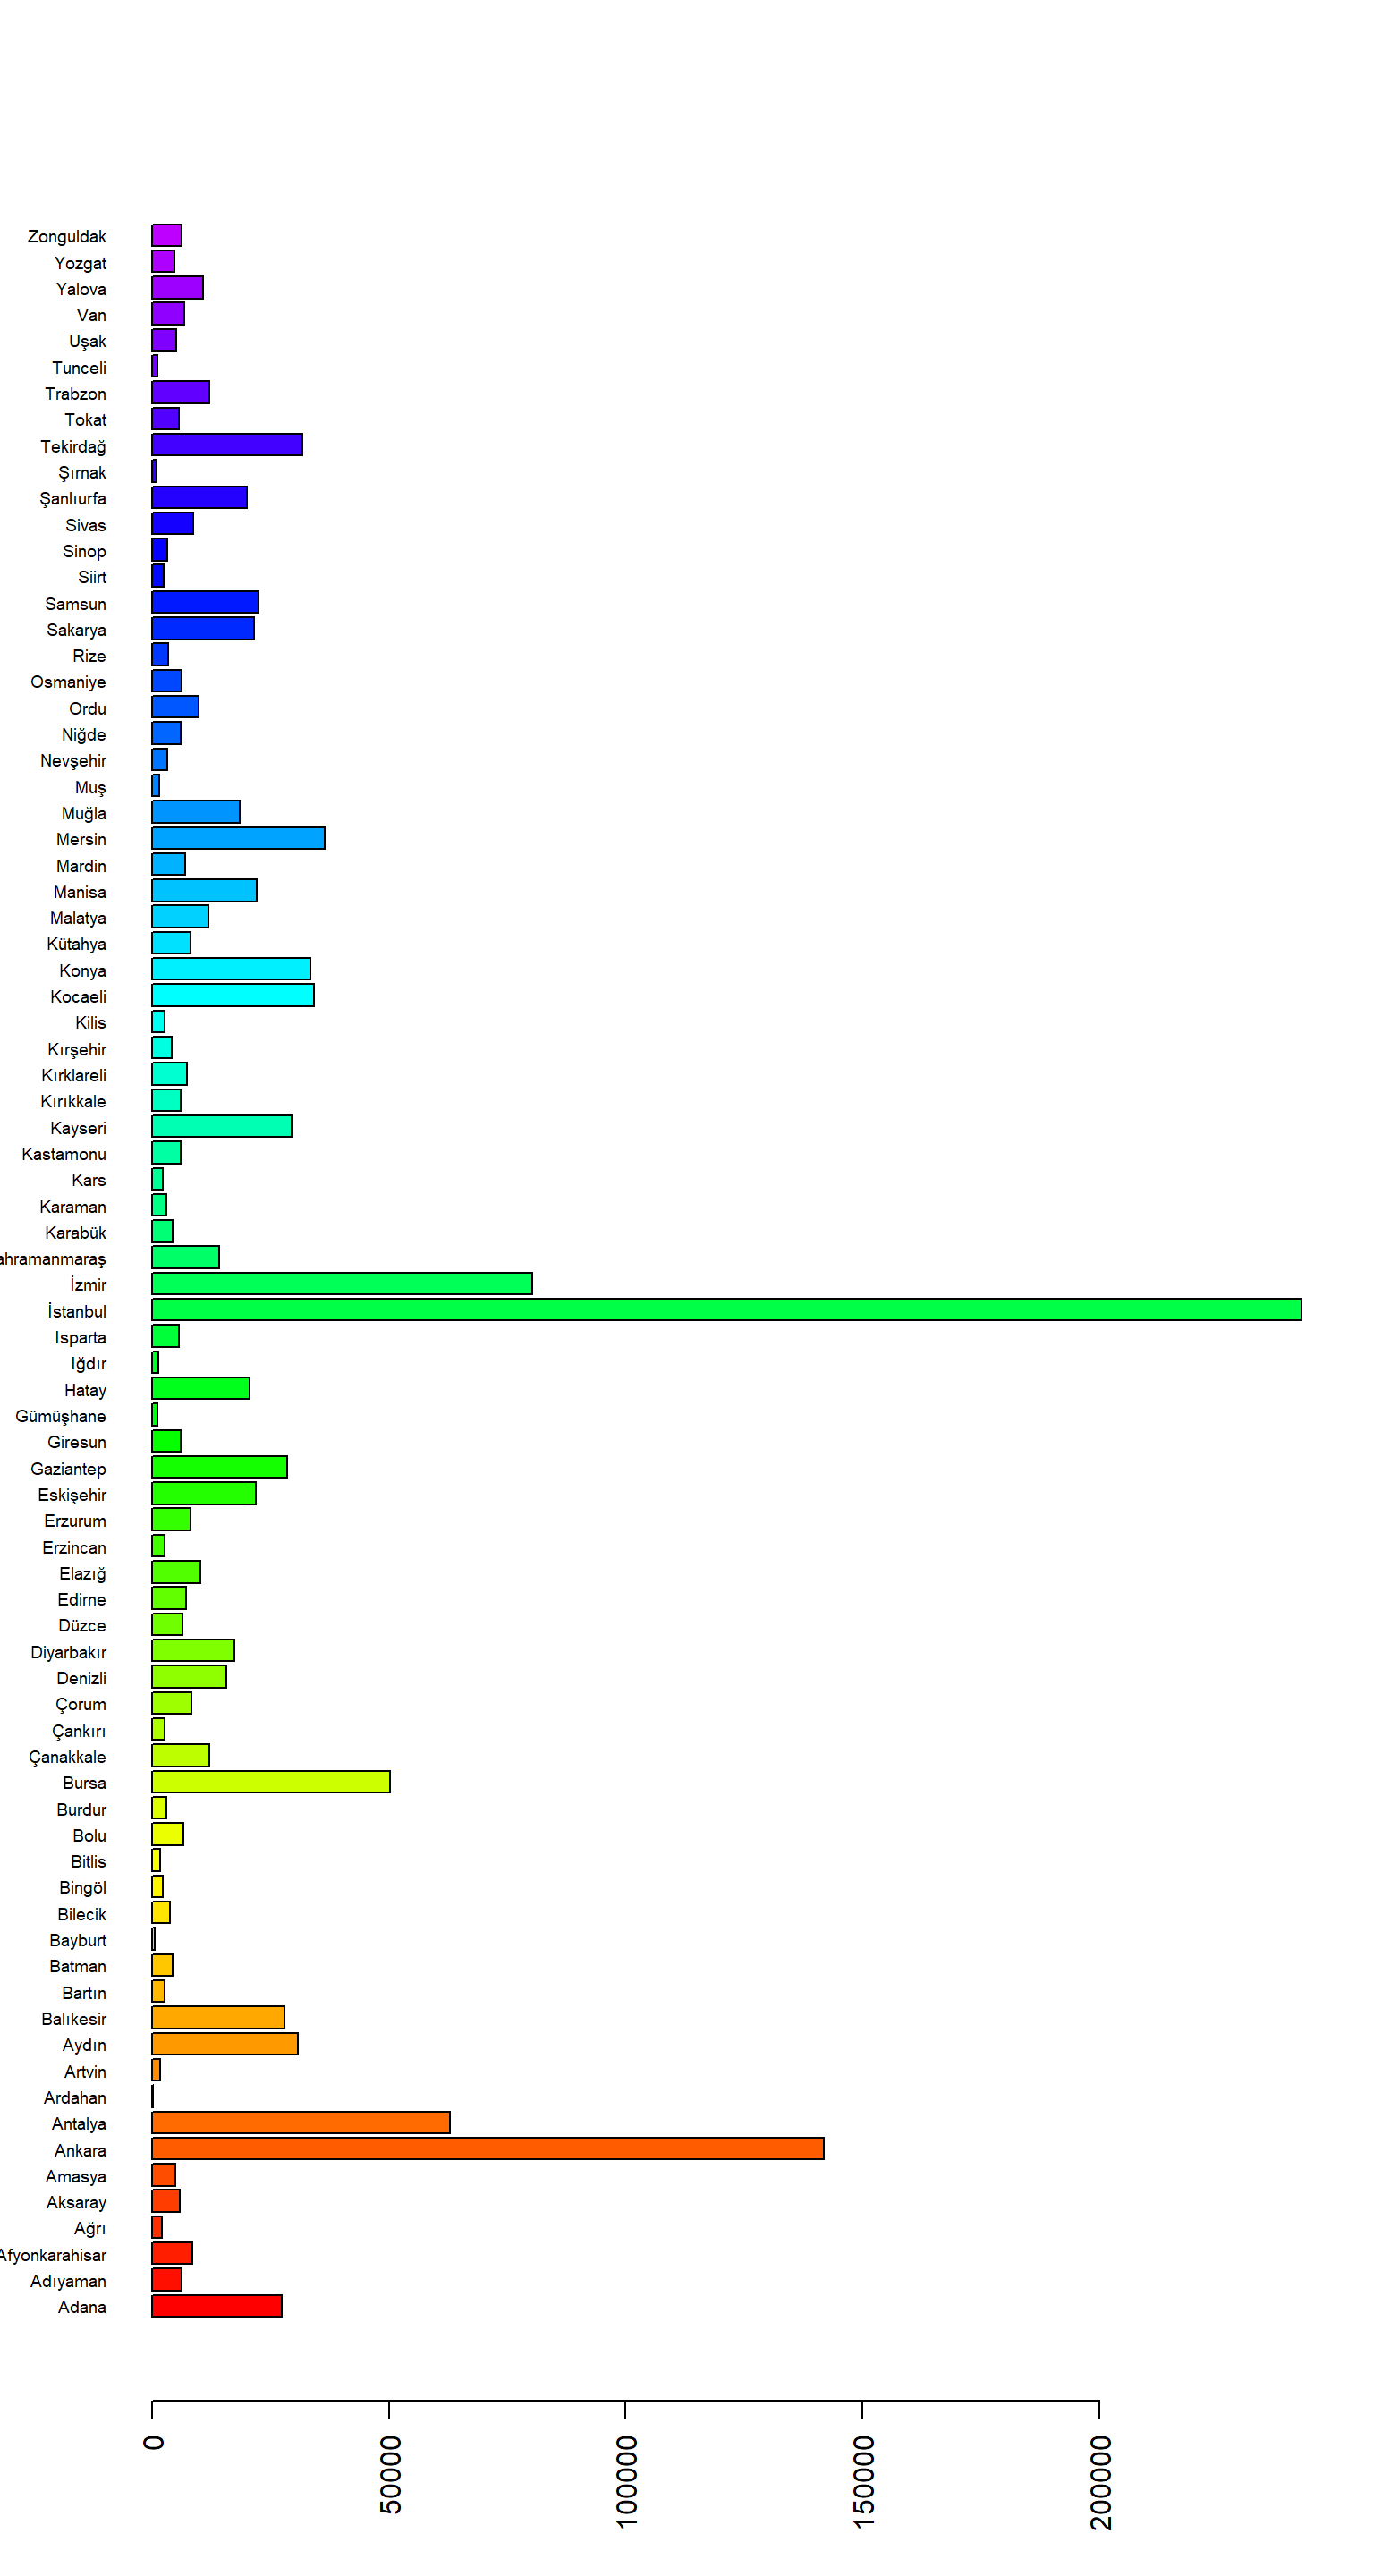 Zonguldak
Yozgat
Yalova
Van
Uşak
Tunceli
Trabzon
Tokat
Tekirdağ
Şırnak
Şanlıurfa
Sivas
Sinop
Siirt
Samsun
Sakarya
Rize
Osmaniye
Ordu
Niğde
Nevşehir
Muş
Muğla
Mersin
Mardin
Manisa
Malatya
Kütahya
Konya
Kocaeli
Kilis
Kırşehir
Kırklareli
Kırıkkale
Kayseri
Kastamonu
Kars
Karaman
Karabük
ahramanmaraş
İzmir
İstanbul
Isparta
Iğdır
Hatay
Gümüşhane
Giresun
Gaziantep
Eskişehir
Erzurum
Erzincan
Elazığ
Edirne
Düzce
Diyarbakır
Denizli
Çorum
Çankırı
Çanakkale
Bursa
Burdur
Bolu
Bitlis
Bingöl
Bilecik
Bayburt
Batman
Bartın
Balıkesir
Aydın
Artvin
Ardahan
Antalya
Ankara
Amasya
Aksaray
Ağrı
Afyonkarahisar
Adıyaman
Adana
0
50000
100000
150000
200000